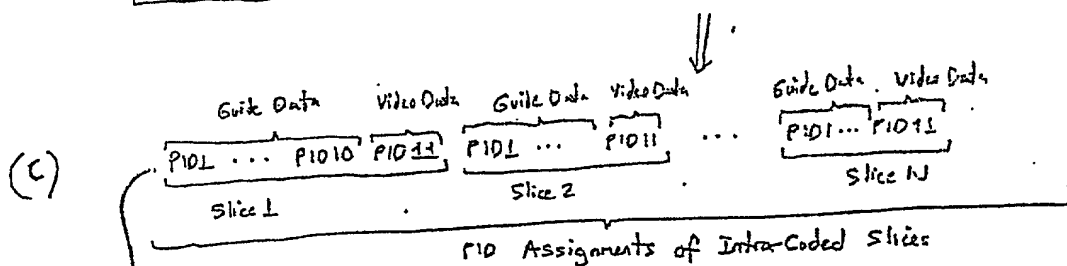 Guide Data Video Data Guide Data Video Data Guide Data Video Data
(C) PID1 ... PID10 PID11 PID1 ... PID11 ... PID1... PID11
Slice 1 Slice 2 Slice N
PID Assignments of Intra-Coded Slices